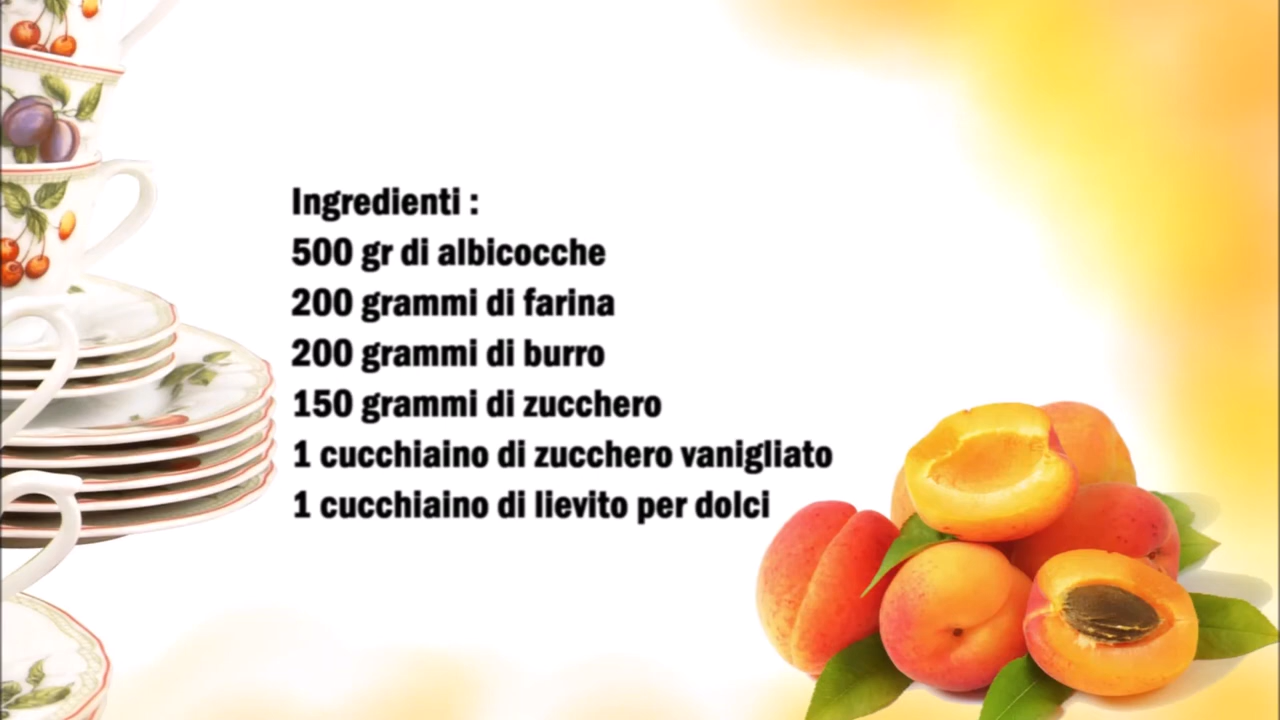 Ingredienti :
500 gr di albicocche
200 grammi di farina
200 grammi di burro
150 grammi di zucchero
1 cucchiaino di zucchero vanigliato
1 cucchiaino di lievito per dolci